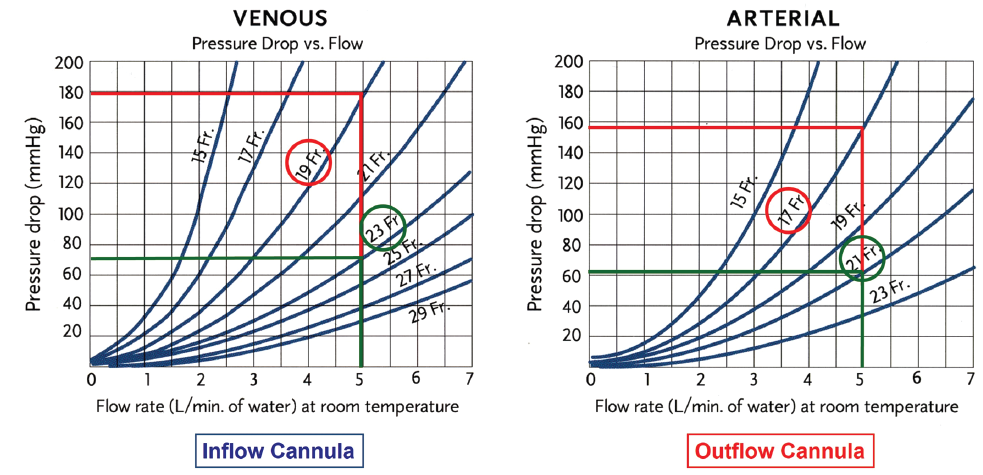 VENOUS
Pressure Drop vs. Flow
Pressure drop (mmHg)
200
180
160
140
120
100
80
60
40
20
0 1 2 3 4 5 6 7
15 Fr.
17 Fr.
19 Fr.
21 Fr.
23 Fr
25 Fr.
27 Fr.
29 Fr.
Flow rate (L/min. of water) at room temperature
Inflow Cannula
ARTERIAL
Pressure Drop vs. Flow
Pressure drop (mmHg)
200
180
160
140
120
100
80
60
40
20
0 1 2 3 4 5 6 7
15 Fr.
17 Fr
19 Fr.
21 Fr.
23 Fr.
Flow rate (L/min. of water) at room temperature
Outflow Cannula